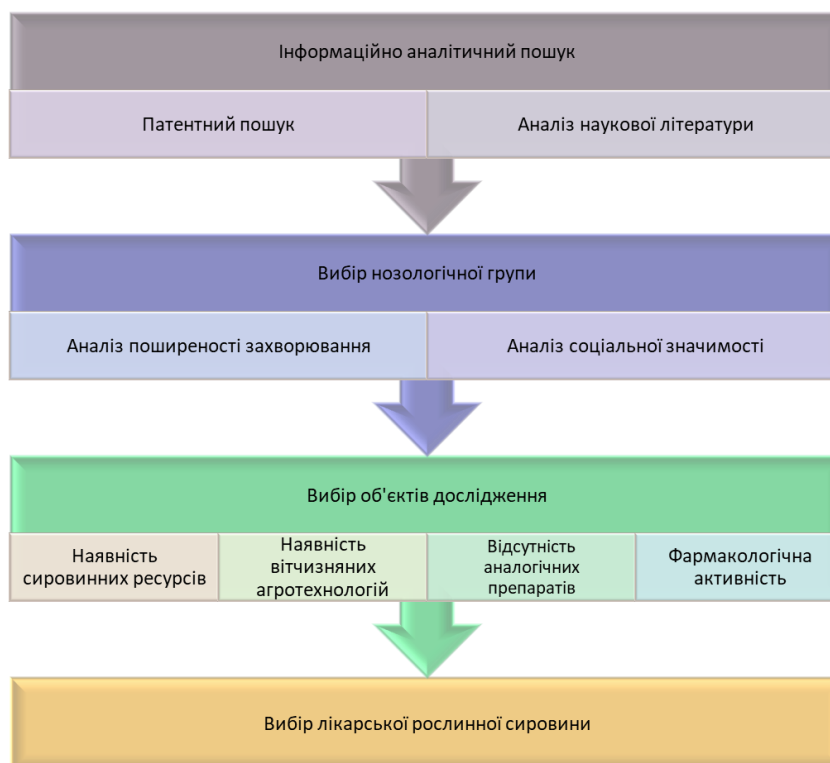 Інформаційно аналітичний пошук
Патентний пошук
Аналіз наукової літератури
Вибір нозологічної групи
Аналіз поширеності захворювання
Аналіз соціальної значимості
Вибір об'єктів дослідження
Наявність
сировинних ресурсів
Наявність
вітчизняних
агротехнологій
Відсутність
аналогічних
препаратів
Фармакологічна
активність
Вибір лікарської рослинної сировини